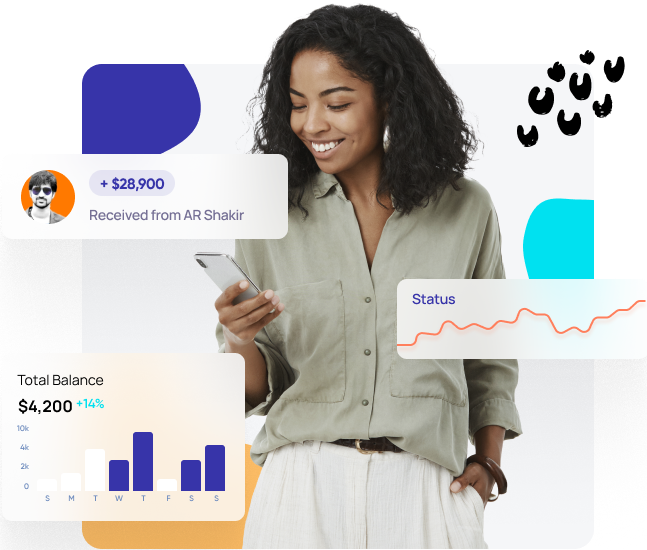 + $28,900
Received from AR Shakir
Status
Total Balance
$4,200 +14%
10k
4k
2k
0
S M T W T F S S